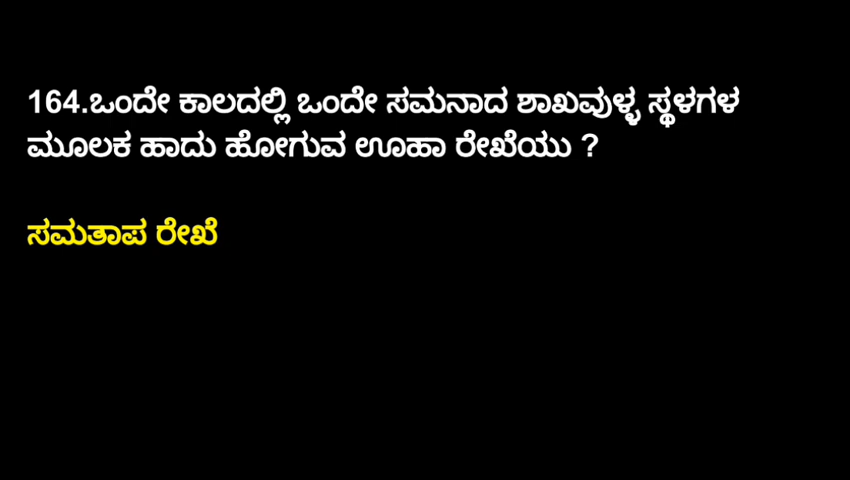 164.ಒಂದೇ ಕಾಲದಲ್ಲಿ ಒಂದೇ ಸಮನಾದ ಶಾಖವುಳ್ಳ ಸ್ಥಳಗಳ
ಮೂಲಕ ಹಾದು ಹೋಗುವ ಊಹಾ ರೇಖೆಯು ?
ಸಮತಾಪ ರೇಖೆ